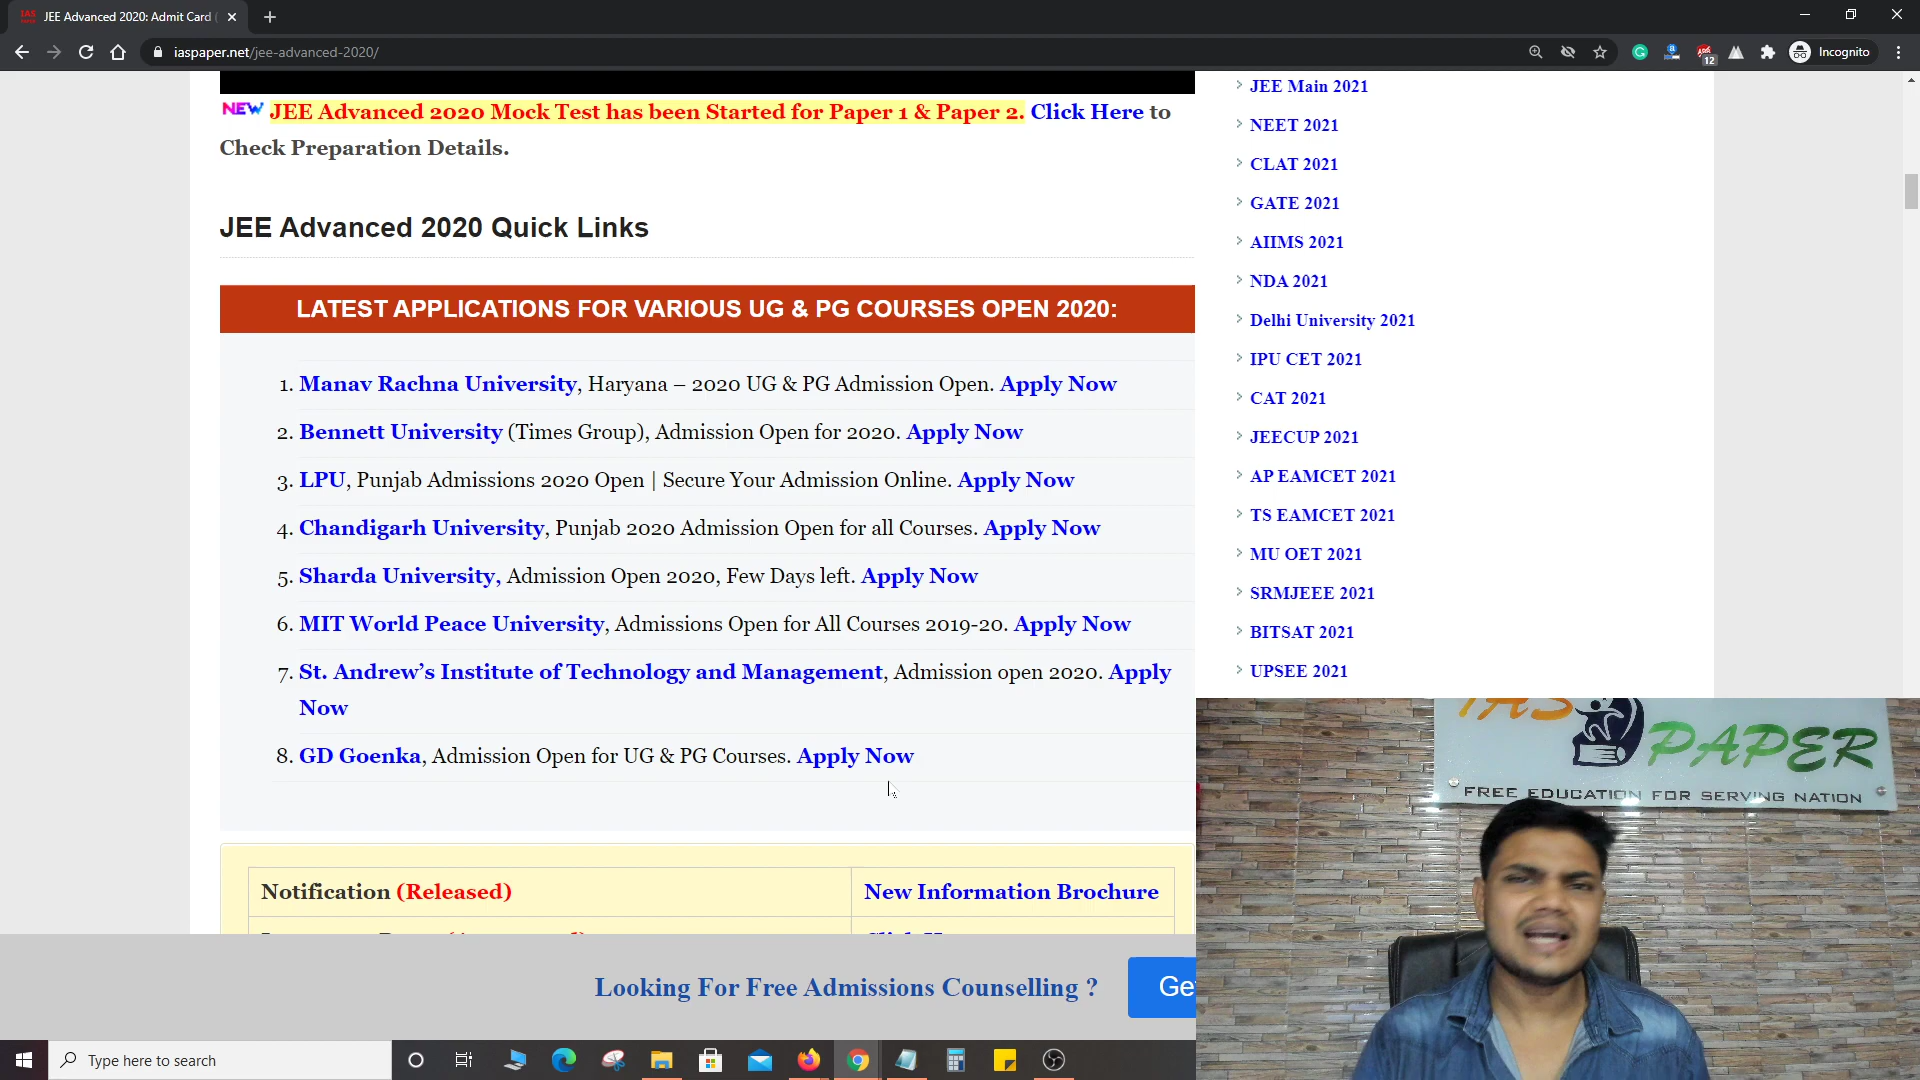 JEE Advanced 2020: Admit Card (
iaspaper.net/jee-advanced-2020/
12
Incognito
NEW JEE Advanced 2020 Mock Test has been Started for Paper 1 & Paper 2. Click Here to
Check Preparation Details.
JEE Advanced 2020 Quick Links
LATEST APPLICATIONS FOR VARIOUS UG & PG COURSES OPEN 2020:
1. Manav Rachna University, Haryana – 2020 UG & PG Admission Open. Apply Now
2. Bennett University (Times Group), Admission Open for 2020. Apply Now
3. LPU, Punjab Admissions 2020 Open | Secure Your Admission Online. Apply Now
4. Chandigarh University, Punjab 2020 Admission Open for all Courses. Apply Now
5. Sharda University, Admission Open 2020, Few Days left. Apply Now
6. MIT World Peace University, Admissions Open for All Courses 2019-20. Apply Now
7. St. Andrew’s Institute of Technology and Management, Admission open 2020. Apply
Now
8. GD Goenka, Admission Open for UG & PG Courses. Apply Now
Notification (Released)
New Information Brochure
Looking For Free Admissions Counselling ?
JEE Main 2021
NEET 2021
CLAT 2021
GATE 2021
AIIMS 2021
NDA 2021
Delhi University 2021
IPU CET 2021
CAT 2021
JEECUP 2021
AP EAMCET 2021
TS EAMCET 2021
MU OET 2021
SRMJEEE 2021
BITSAT 2021
UPSEE 2021
IAS
PAPER
FREE EDUCATION FOR SERVING NATION
Type here to search